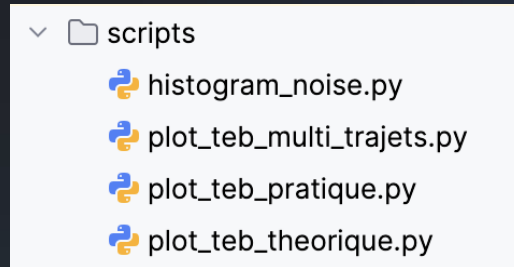 scripts
histogram_noise.py
plot_teb_multi_trajets.py
plot_teb_pratique.py
plot_teb_theorique.py